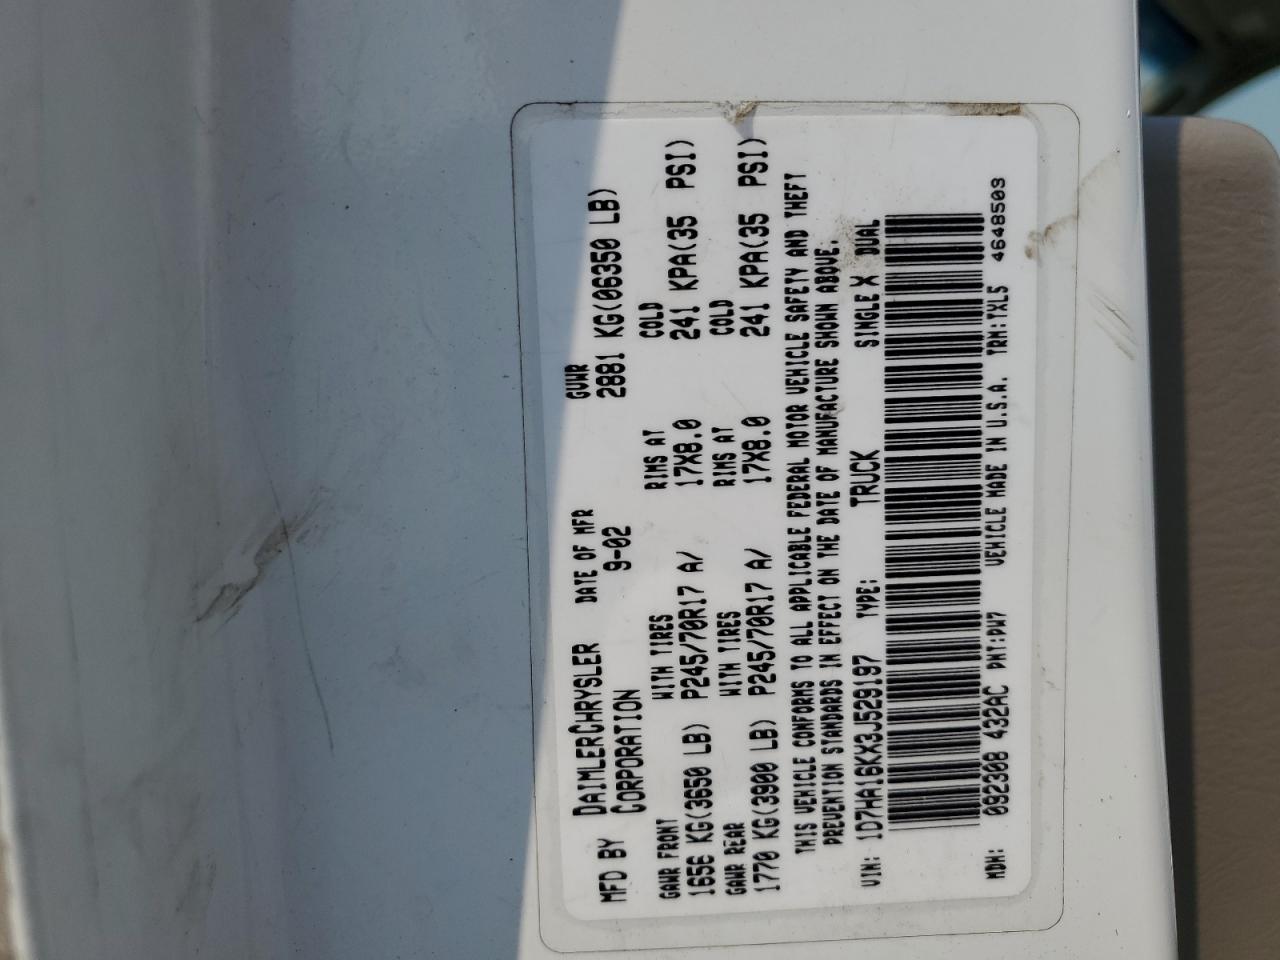 MFD BY DAIMLERCHRYSLER CORPORATION DATE OF MFR 9-02 GVWR 2881 KG(06350 LB)
GAWR FRONT WITH TIRES RIMS AT COLD
1656 KG(3650 LB) P245/70R17 A/ 17X8.0 241 KPA(35 PSI)
GAWR REAR WITH TIRES RIMS AT COLD
1770 KG(3900 LB) P245/70R17 A/ 17X8.0 241 KPA(35 PSI)
THIS VEHICLE CONFORMS TO ALL APPLICABLE FEDERAL MOTOR VEHICLE SAFETY AND THEFT
PREVENTION STANDARDS IN EFFECT ON THE DATE OF MANUFACTURE SHOWN ABOVE.
VIN: 1D7HA16KX3J529197 TYPE: TRUCK SINGLE X DUAL
MDH: 092308 432AC PNT:PW7 VEHICLE MADE IN U.S.A. TRM:TXL5 4648503